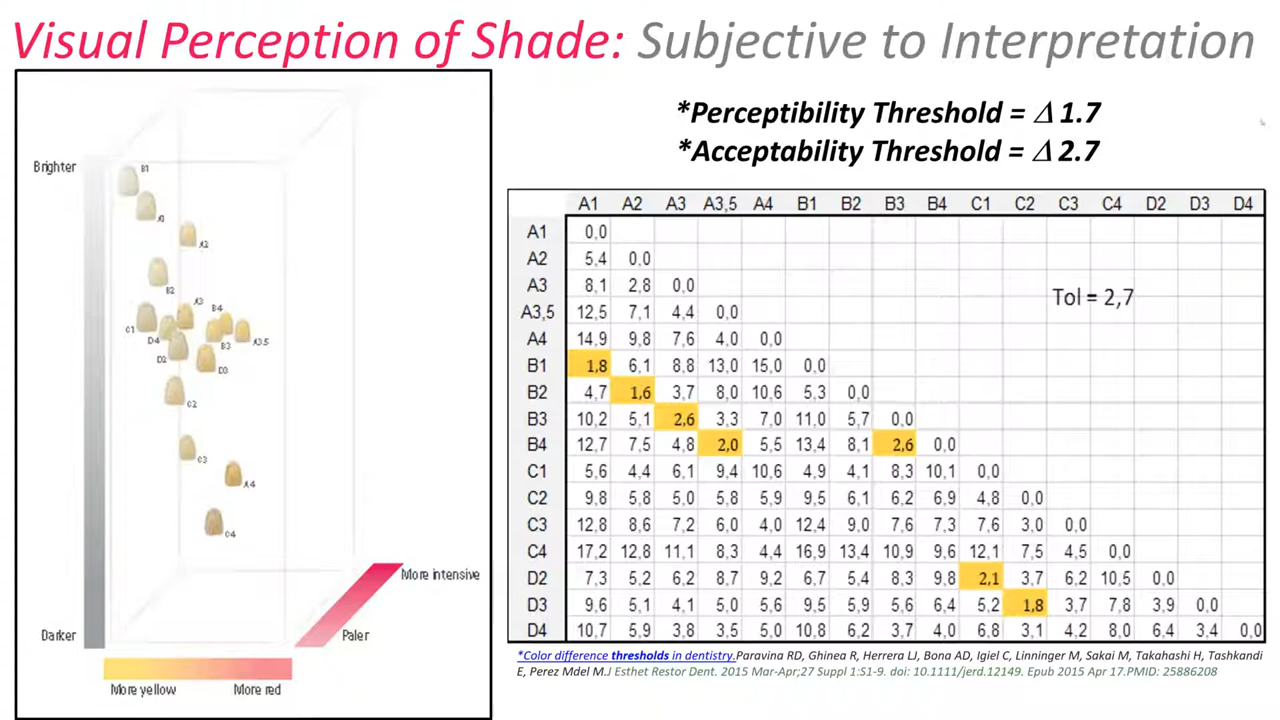 Visual Perception of Shade: Subjective to Interpretation
*Perceptibility Threshold = Δ 1.7
*Acceptability Threshold = Δ 2.7
Brighter
B1
A1
A2
B2
A3
B4
C1
D4
B3
A3.5
D2
D3
C2
C3
A4
C4
More intensive
Darker
Paler
More yellow
More red
A1 A2 A3 A3,5 A4 B1 B2 B3 B4 C1 C2 C3 C4 D2 D3 D4
A1 0,0
A2 5,4 0,0
A3 8,1 2,8 0,0
Tol = 2,7
A3,5 12,5 7,1 4,4 0,0
A4 14,9 9,8 7,6 4,0 0,0
B1 1,8 6,1 8,8 13,0 15,0 0,0
B2 4,7 1,6 3,7 8,0 10,6 5,3 0,0
B3 10,2 5,1 2,6 3,3 7,0 11,0 5,7 0,0
B4 12,7 7,5 4,8 2,0 5,5 13,4 8,1 2,6 0,0
C1 5,6 4,4 6,1 9,4 10,6 4,9 4,1 8,3 10,1 0,0
C2 9,8 5,8 5,0 5,8 5,9 9,5 6,1 6,2 6,9 4,8 0,0
C3 12,8 8,6 7,2 6,0 4,0 12,4 9,0 7,6 7,3 7,6 3,0 0,0
C4 17,2 12,8 11,1 8,3 4,4 16,9 13,4 10,9 9,6 12,1 7,5 4,5 0,0
D2 7,3 5,2 6,2 8,7 9,2 6,7 5,4 8,3 9,8 2,1 3,7 6,2 10,5 0,0
D3 9,6 5,1 4,1 5,0 5,6 9,5 5,9 5,6 6,4 5,2 1,8 3,7 7,8 3,9 0,0
D4 10,7 5,9 3,8 3,5 5,0 10,8 6,2 3,7 4,0 6,8 3,1 4,2 8,0 6,4 3,4 0,0
*Color difference thresholds in dentistry.Paravina RD, Ghinea R, Herrera LJ, Bona AD, Igiel C, Linninger M, Sakai M, Takahashi H, Tashkandi
E, Perez Mdel M.J Esthet Restor Dent. 2015 Mar-Apr;27 Suppl 1:S1-9. doi: 10.1111/jerd.12149. Epub 2015 Apr 17.PMID: 25886208